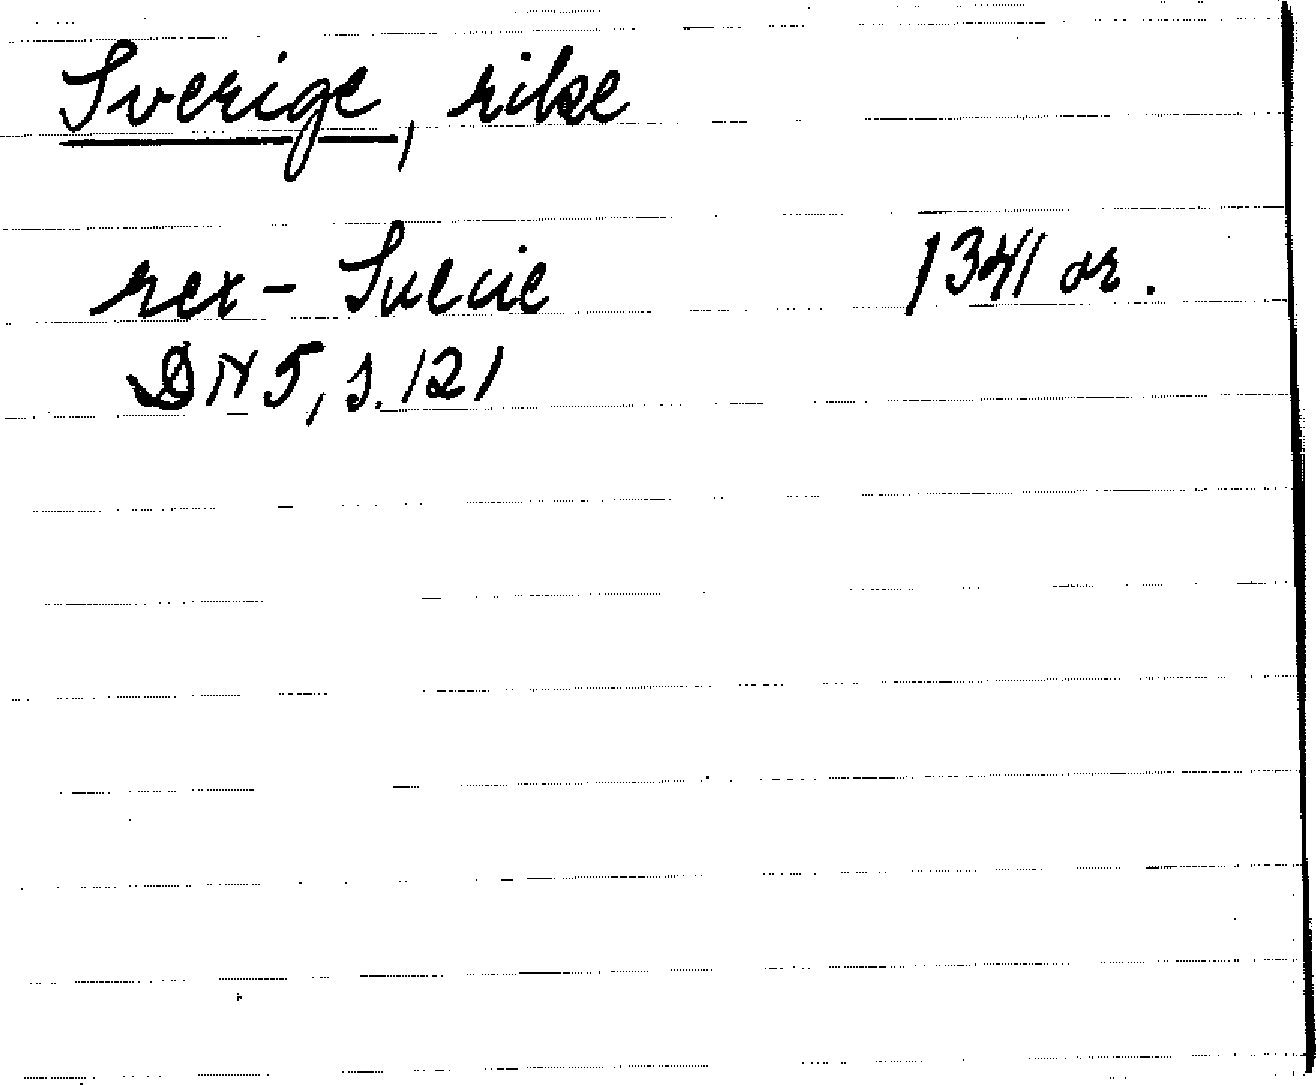 Sverige, rike
rex - Suecie 1341 or.
DN 5, s. 121